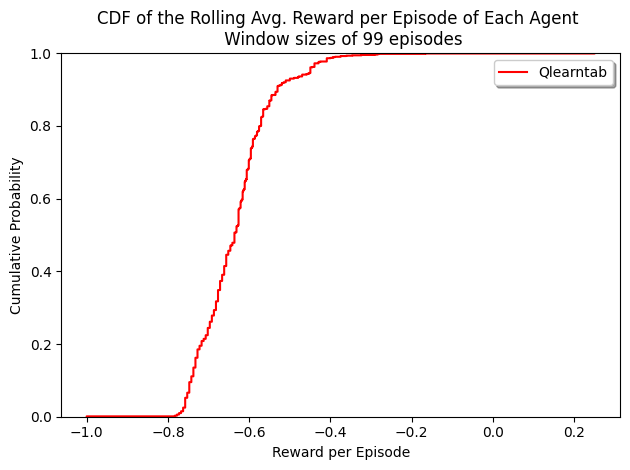 CDF of the Rolling Avg. Reward per Episode of Each Agent
Window sizes of 99 episodes
Qlearntab
1.0
0.8
0.6
0.4
0.2
0.0
Cumulative Probability
−1.0 −0.8 −0.6 −0.4 −0.2 0.0 0.2
Reward per Episode